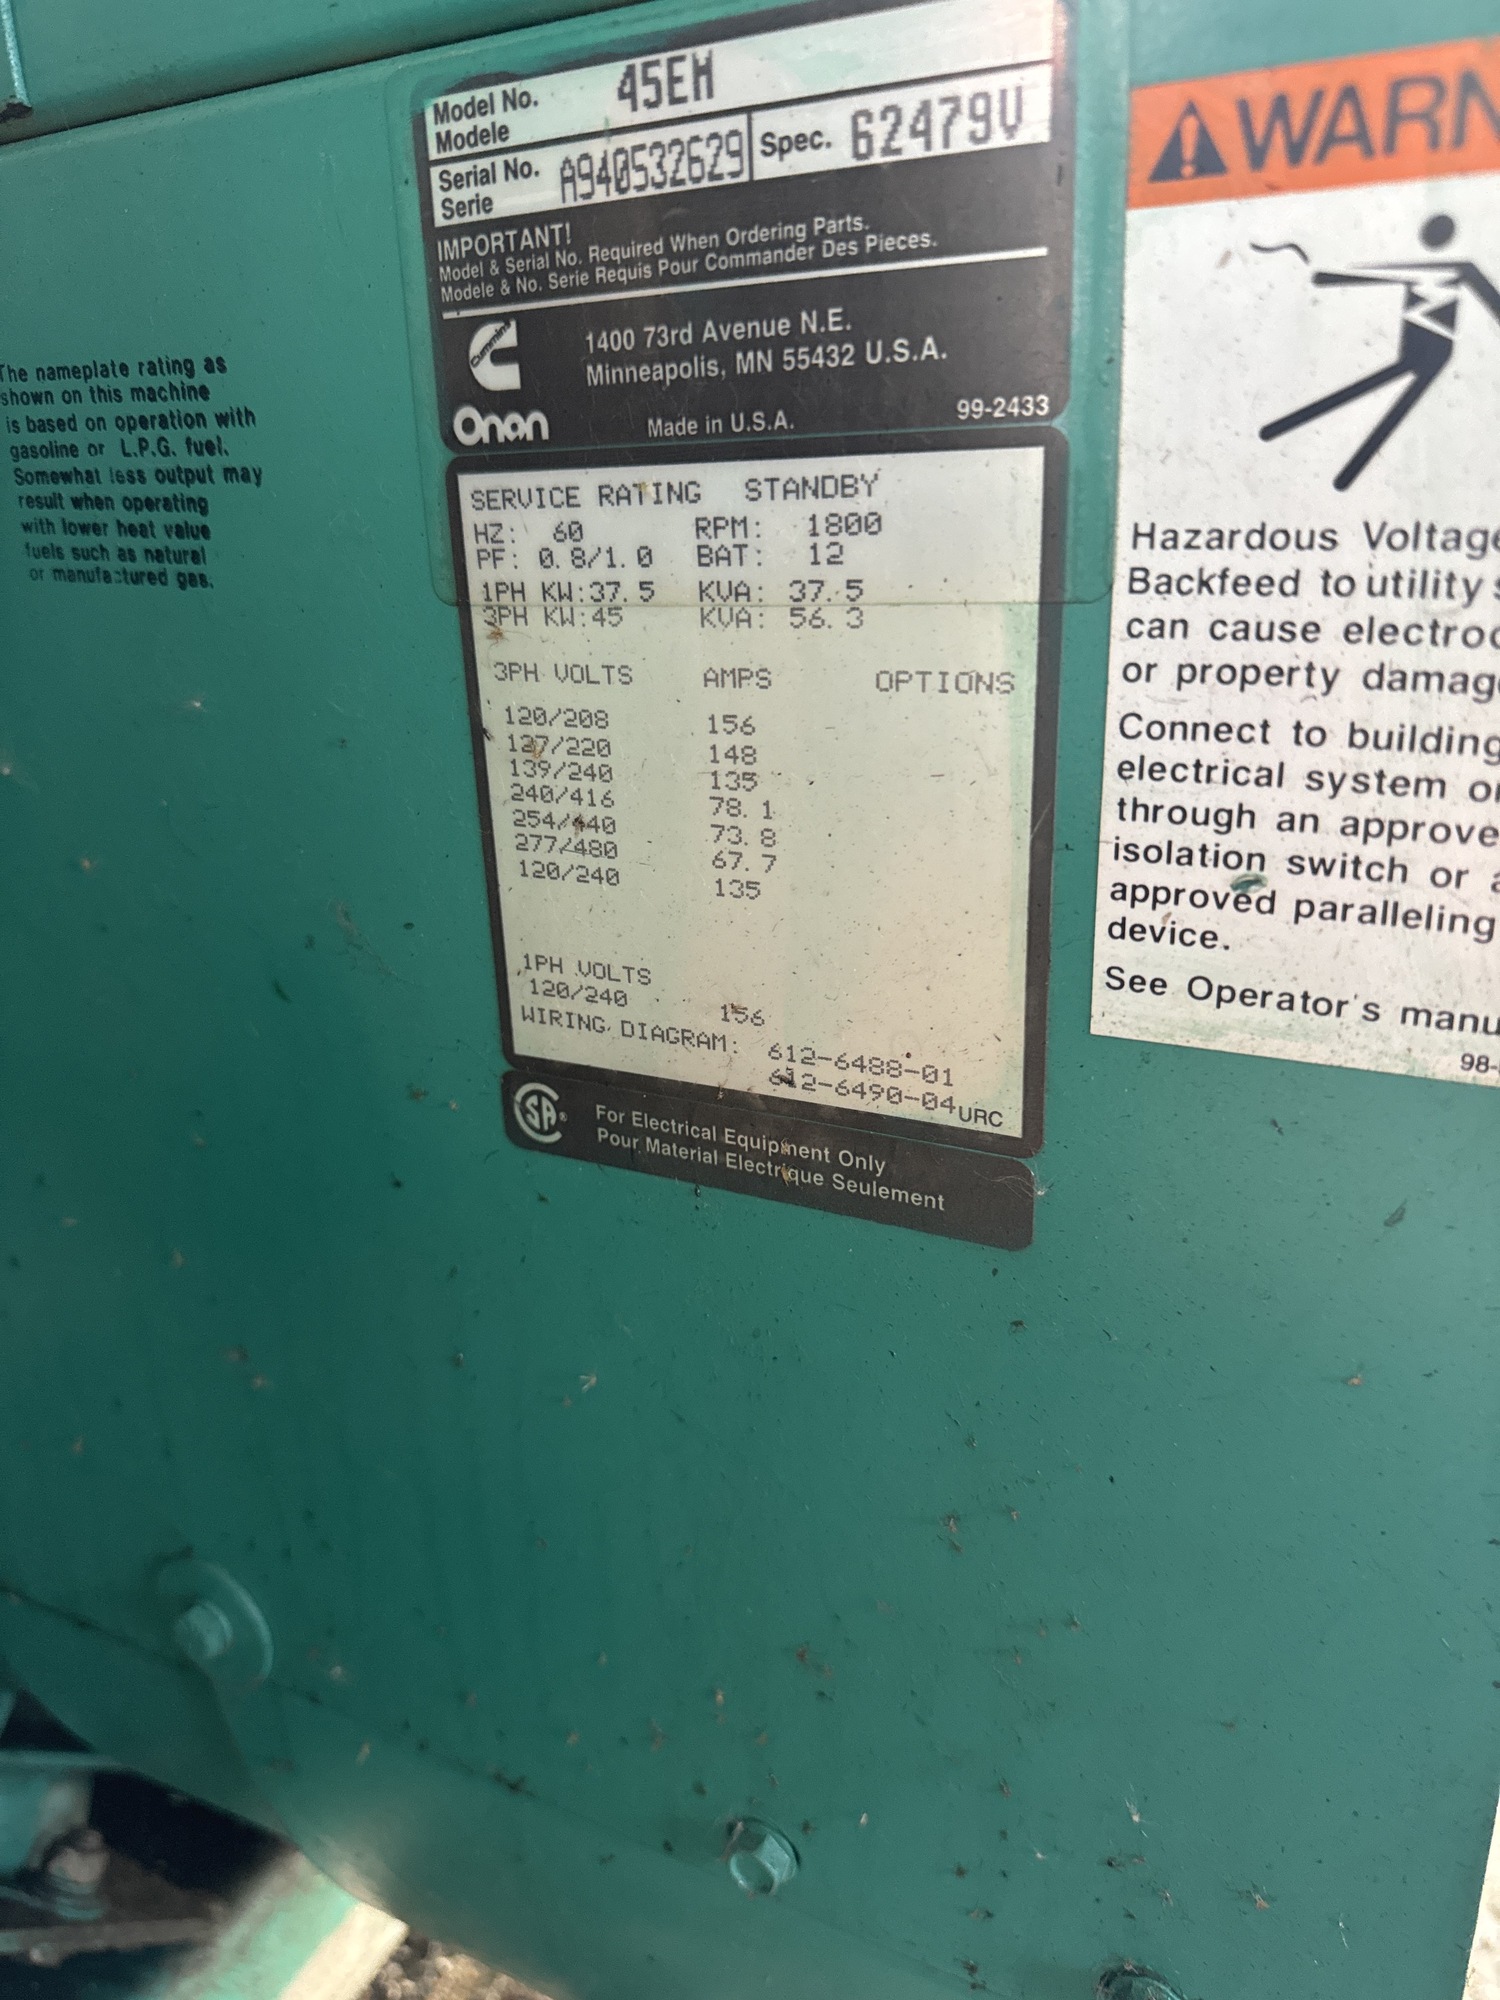 Model No. 45EM
Modele
Serial No. A940532629 Spec. 62479V
Serie
IMPORTANT!
Model & Serial No. Required When Ordering Parts.
Modele & No. Serie Requis Pour Commander Des Pieces.
Cummins
1400 73rd Avenue N.E.
Minneapolis, MN 55432 U.S.A.
Onan Made in U.S.A. 99-2433
The nameplate rating as
shown on this machine
is based on operation with
gasoline or L.P.G. fuel.
Somewhat less output may
result when operating
with lower heat value
fuels such as natural
or manufactured gas.
SERVICE RATING STANDBY
HZ: 60 RPM: 1800
PF: 0.8/1.0 BAT: 12
1PH KW:37.5 KVA: 37.5
3PH KW:45 KVA: 56.3
3PH VOLTS AMPS OPTIONS
120/208 156
127/220 148
139/240 135
240/416 78.1
254/440 73.8
277/480 67.7
120/240 135
1PH VOLTS
120/240 156
WIRING DIAGRAM: 612-6488-01
612-6490-04 URC
SA®
For Electrical Equipment Only
Pour Material Electrique Seulement
WARN
Hazardous Voltage
Backfeed to utility s
can cause electroc
or property damage
Connect to building
electrical system o
through an approve
isolation switch or a
approved paralleling
device.
See Operator's manu
98-